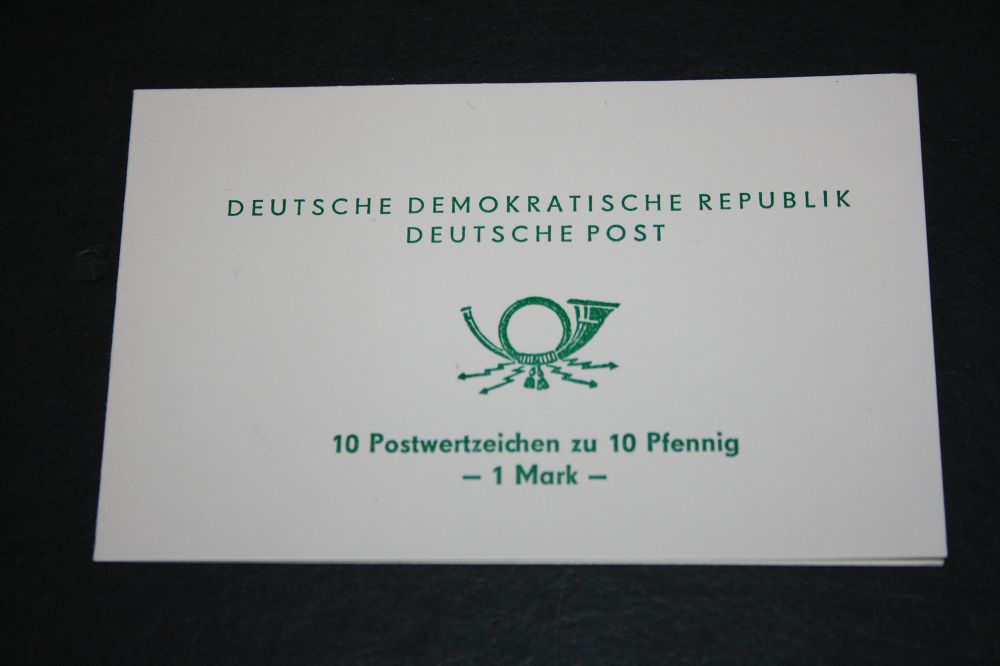 DEUTSCHE DEMOKRATISCHE REPUBLIK
DEUTSCHE POST
10 Postwertzeichen zu 10 Pfennig
– 1 Mark –